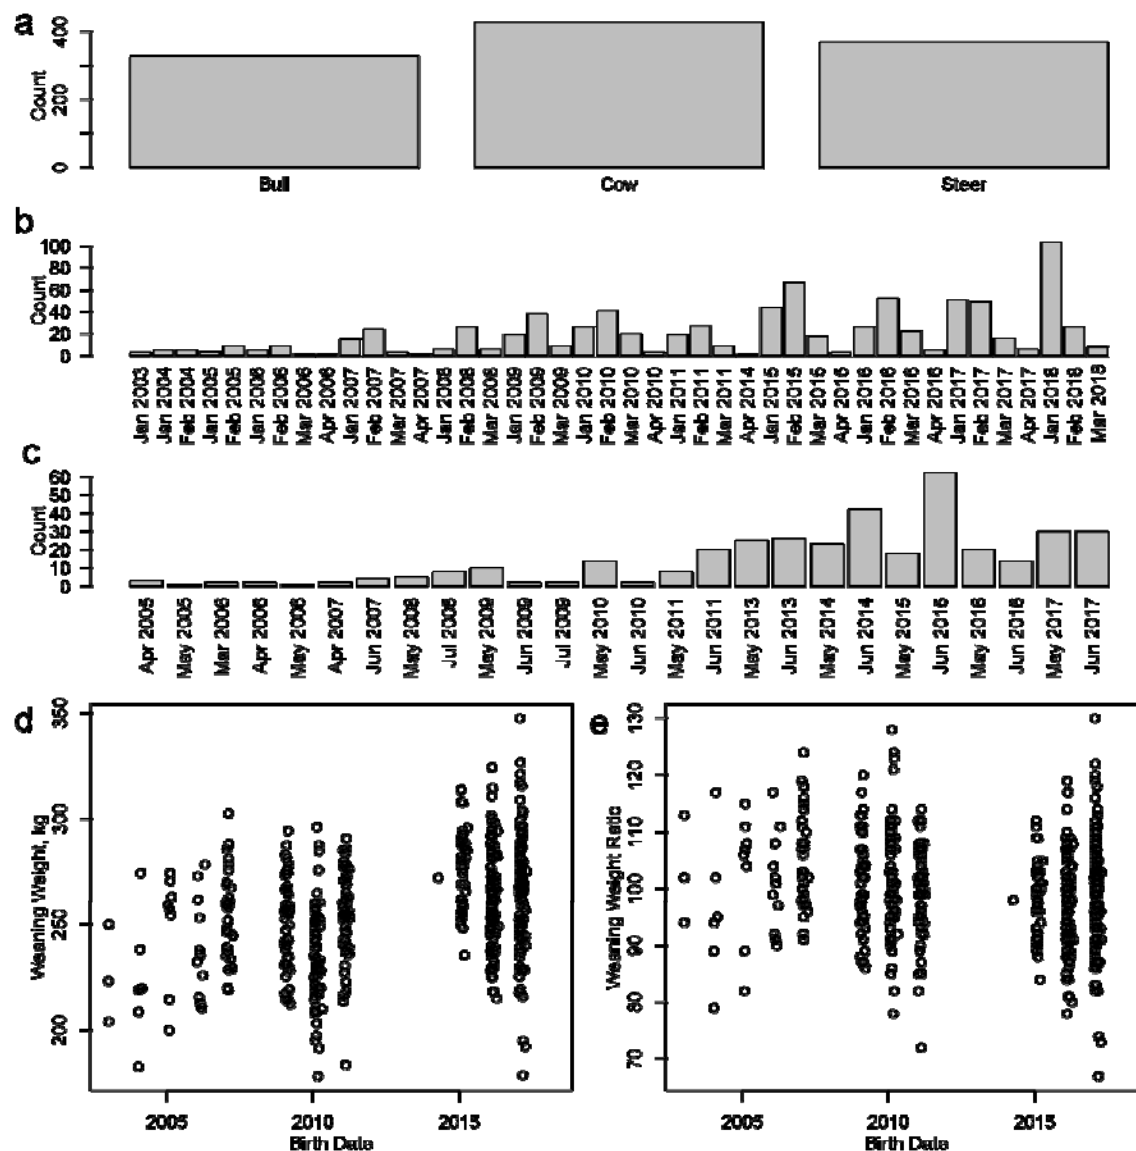 a
Count
0 200 400
Bull Cow Steer
b
Count
0 20 40 60 80 100
Jan 2003
Jan 2004
Feb 2004
Jan 2005
Feb 2005
Jan 2006
Feb 2006
Mar 2006
Apr 2006
Jan 2007
Feb 2007
Mar 2007
Apr 2007
Jan 2008
Feb 2008
Mar 2008
Jan 2009
Feb 2009
Mar 2009
Jan 2010
Feb 2010
Mar 2010
Apr 2010
Jan 2011
Feb 2011
Mar 2011
Apr 2014
Jan 2015
Feb 2015
Mar 2015
Apr 2015
Jan 2016
Feb 2016
Mar 2016
Apr 2016
Jan 2017
Feb 2017
Mar 2017
Apr 2017
Jan 2018
Feb 2018
Mar 2018
c
Count
0 10 20 30 40 50 60
Apr 2005
May 2005
Mar 2006
Apr 2006
May 2006
Apr 2007
Jun 2007
May 2008
Jul 2008
May 2009
Jun 2009
Jul 2009
May 2010
Jun 2010
May 2011
Jun 2011
May 2013
Jun 2013
May 2014
Jun 2014
May 2015
Jun 2015
May 2016
Jun 2016
May 2017
Jun 2017
d
Weaning Weight, kg
200 250 300 350
2005 2010 2015
Birth Date
e
Weaning Weight Ratio
70 80 90 100 110 120 130
2005 2010 2015
Birth Date